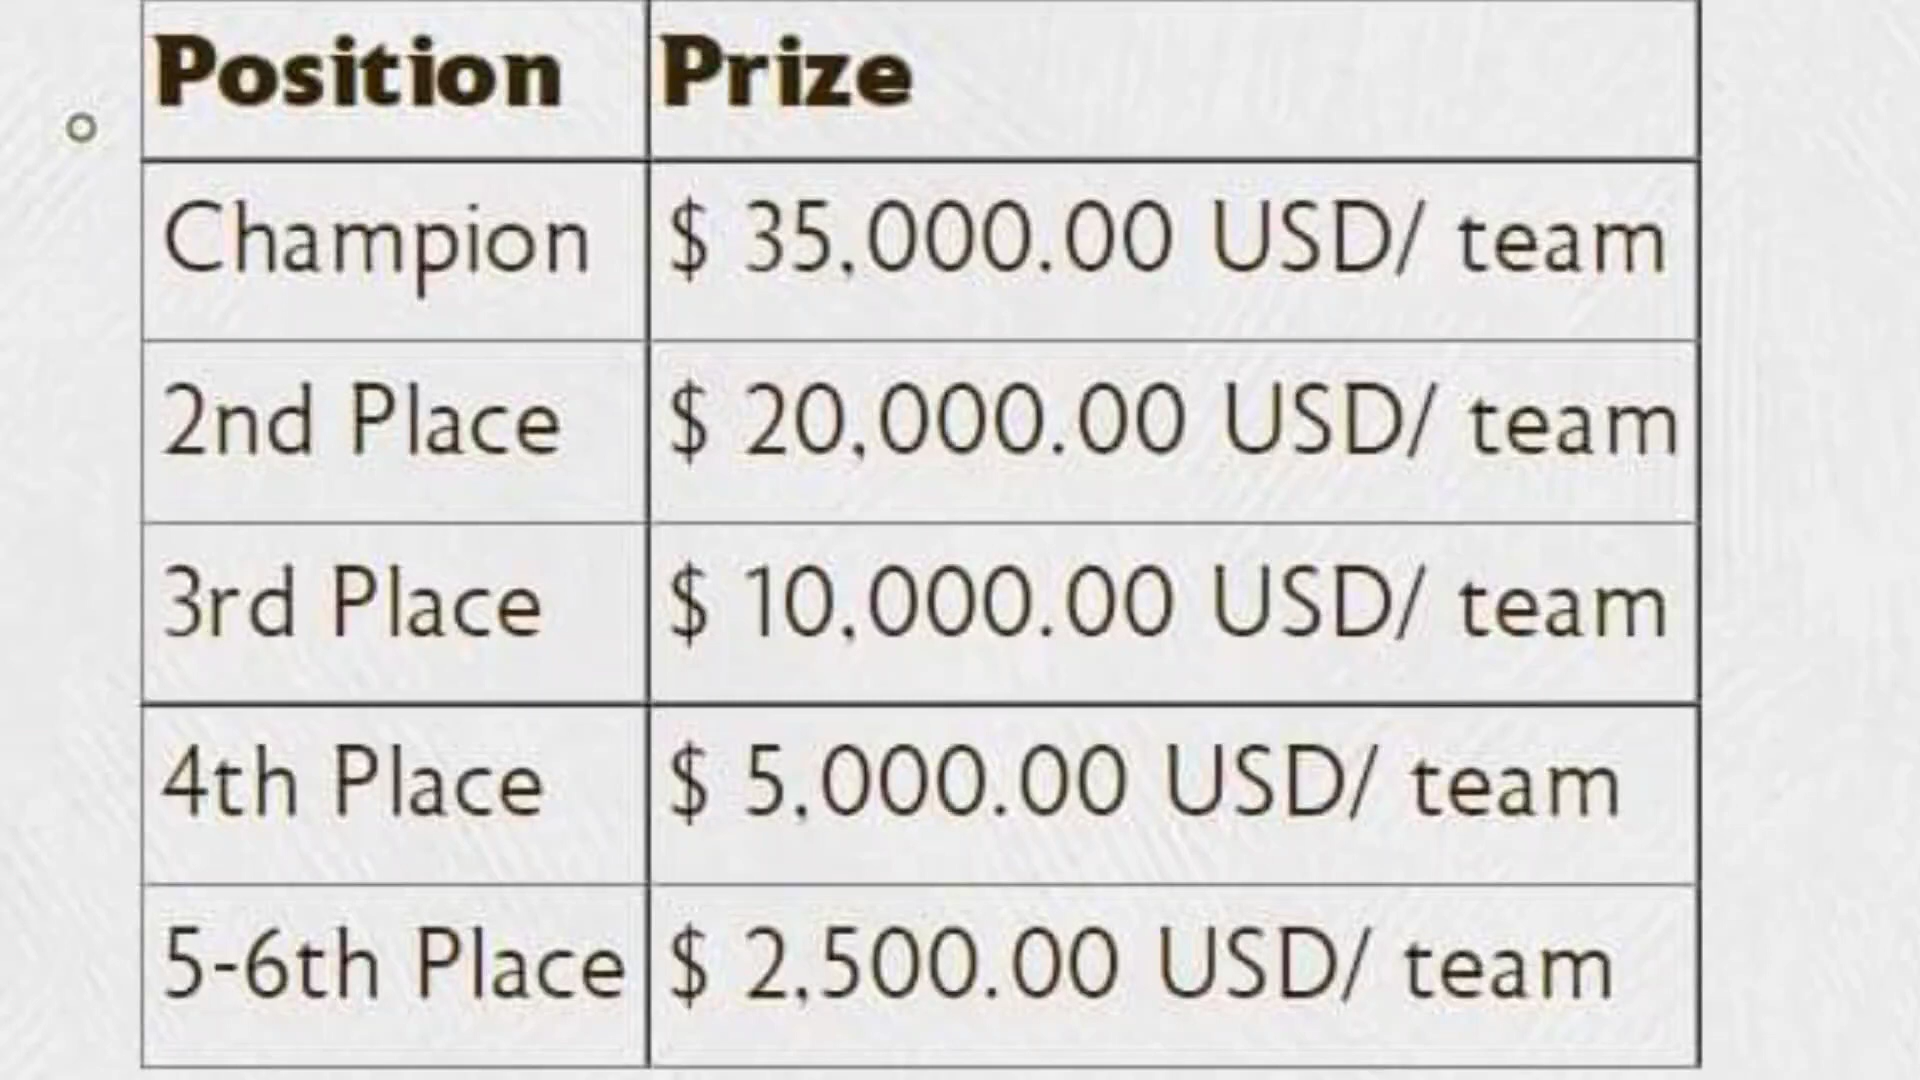 Position Prize
Champion $ 35,000.00 USD/ team
2nd Place $ 20,000.00 USD/ team
3rd Place $ 10,000.00 USD/ team
4th Place $ 5,000.00 USD/ team
5-6th Place $ 2,500.00 USD/ team